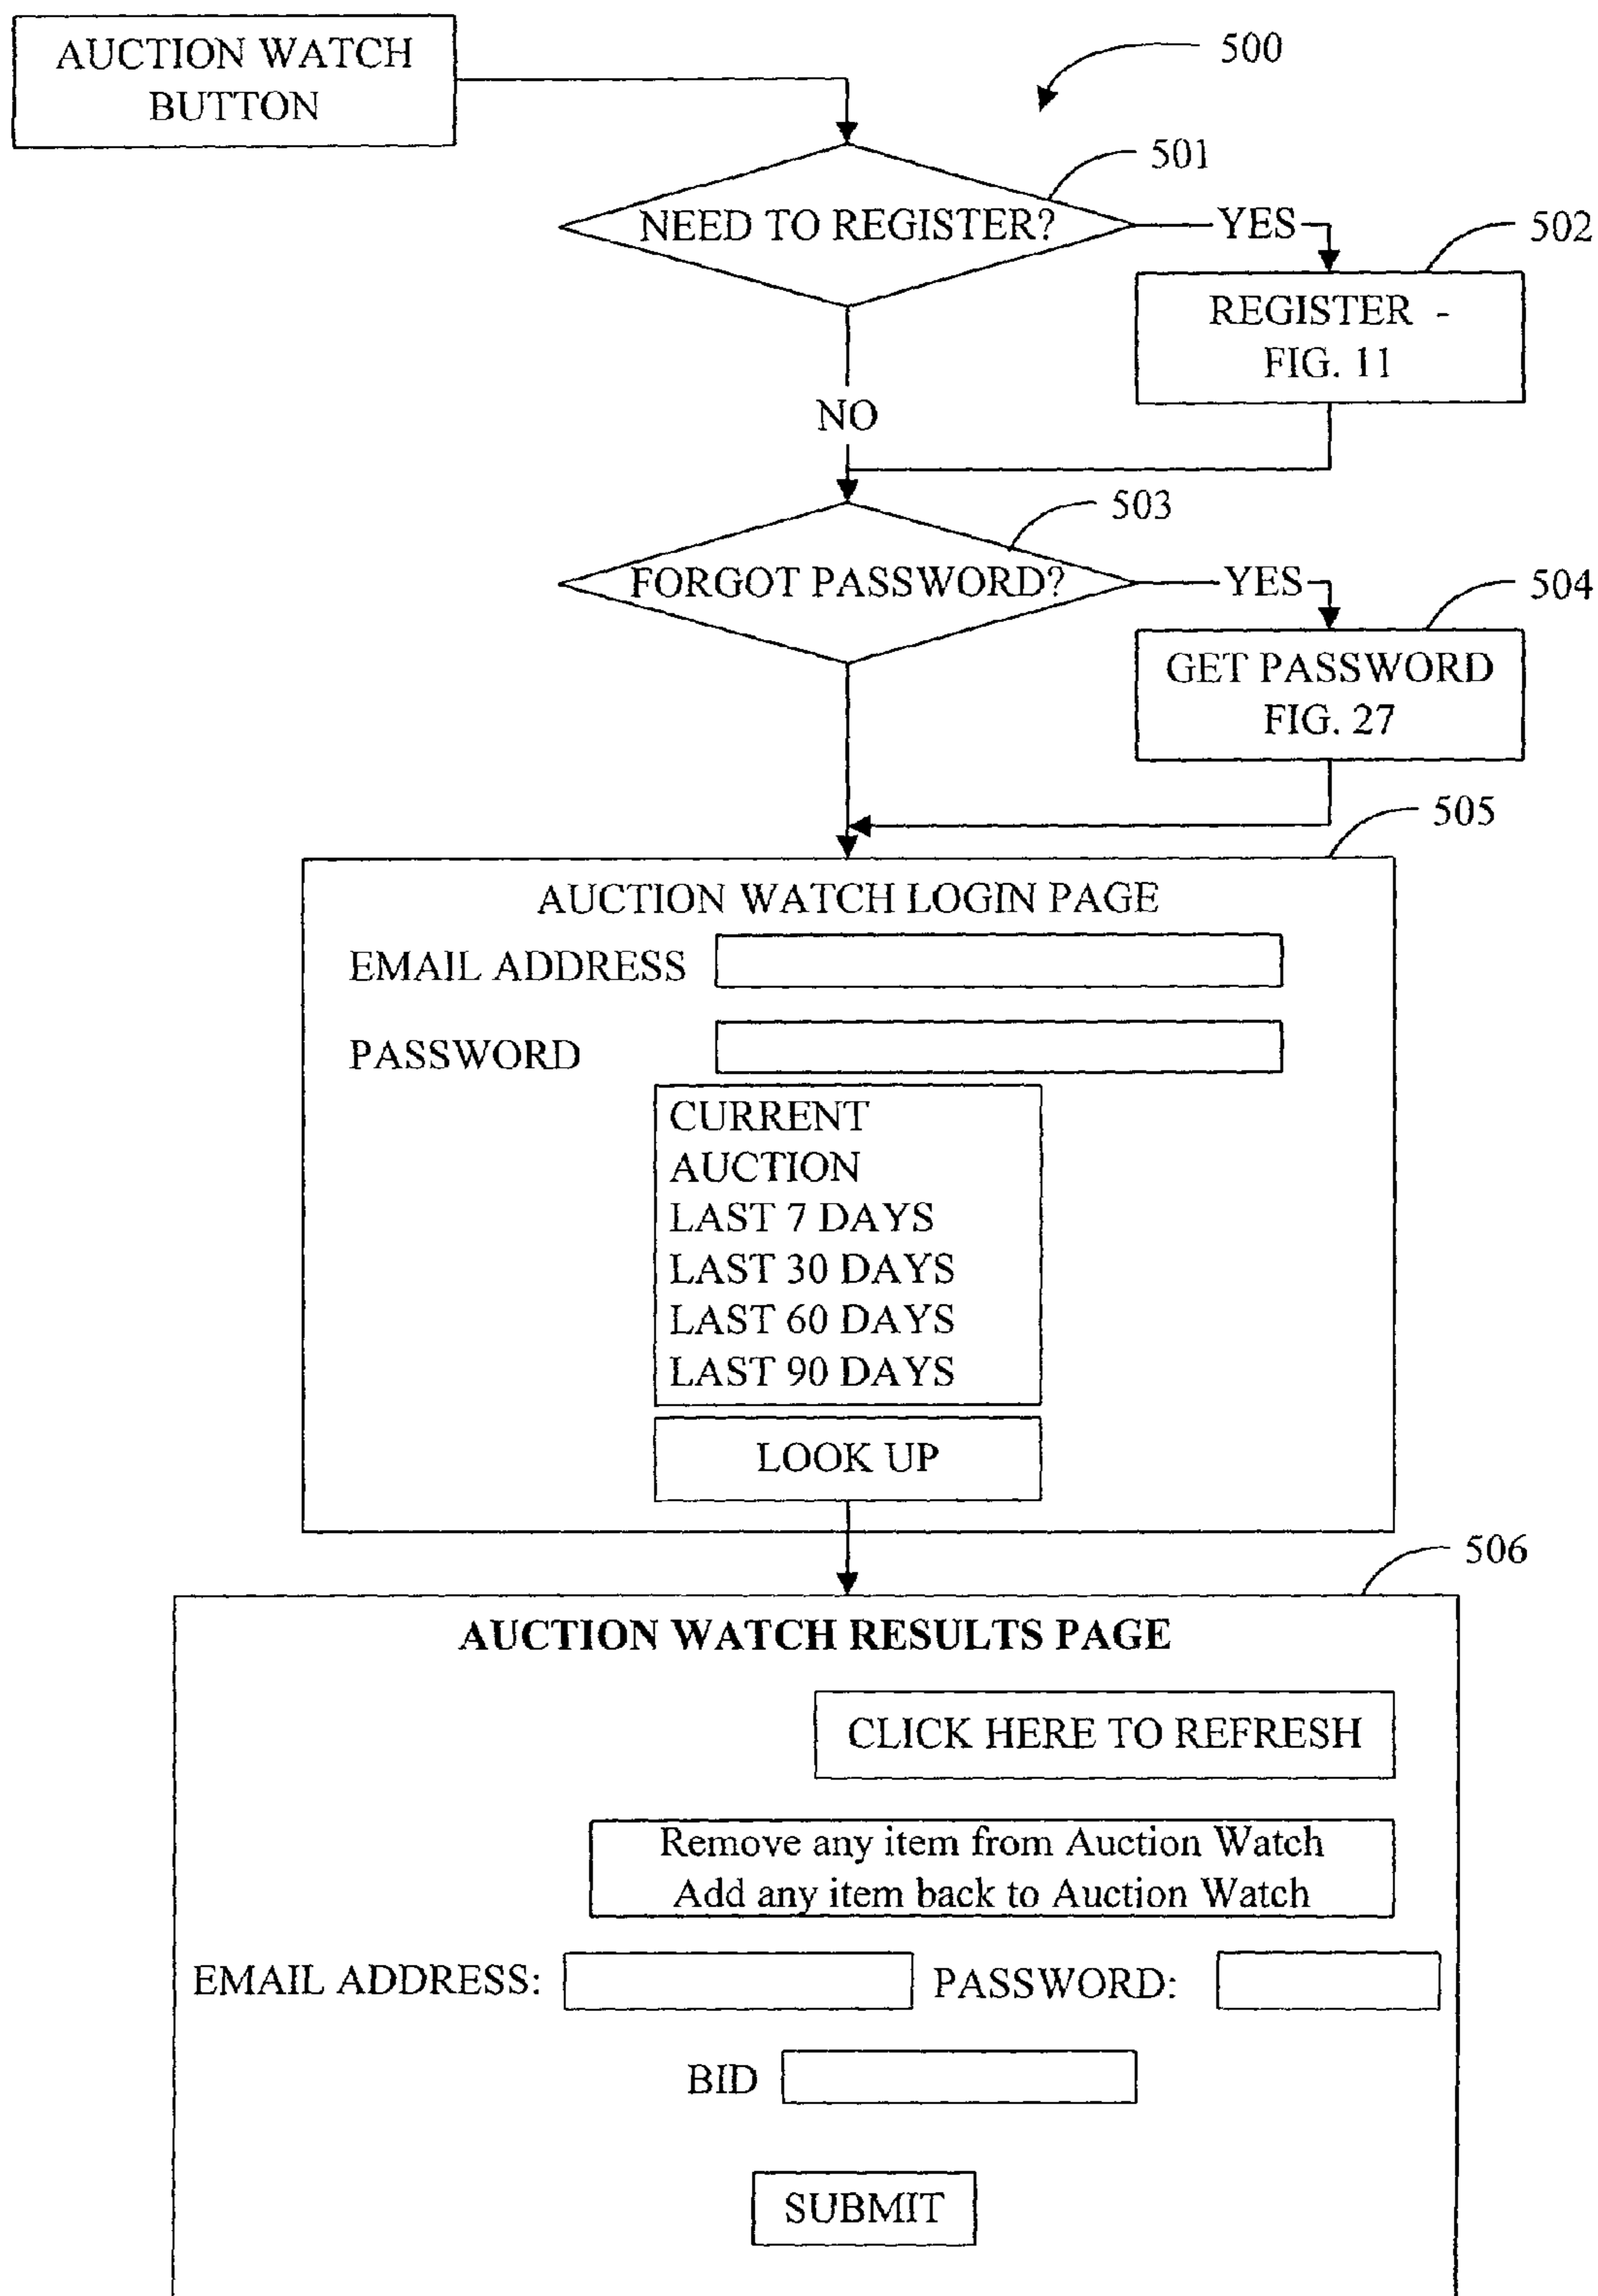 AUCTION WATCH
BUTTON
500
501
NEED TO REGISTER?
YES
502
REGISTER -
FIG. 11
NO
503
FORGOT PASSWORD?
YES
504
GET PASSWORD
FIG. 27
505
AUCTION WATCH LOGIN PAGE
EMAIL ADDRESS
PASSWORD
CURRENT
AUCTION
LAST 7 DAYS
LAST 30 DAYS
LAST 60 DAYS
LAST 90 DAYS
LOOK UP
506
AUCTION WATCH RESULTS PAGE
CLICK HERE TO REFRESH
Remove any item from Auction Watch
Add any item back to Auction Watch
EMAIL ADDRESS: PASSWORD:
BID
SUBMIT